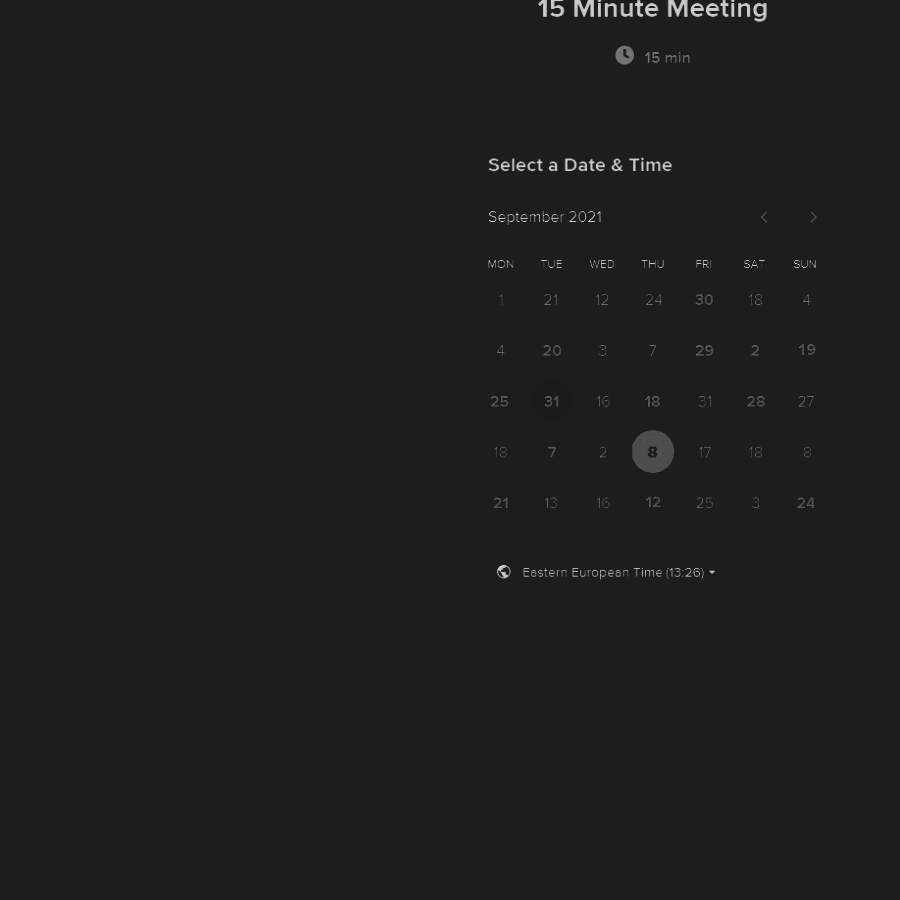 15 Minute Meeting
15 min
Select a Date & Time
September 2021
MON TUE WED THU FRI SAT SUN
1 21 12 24 30 18 4
4 20 3 7 29 2 19
25 31 16 18 31 28 27
18 7 2 8 17 18 8
21 13 16 12 25 3 24
Eastern European Time (13:26)